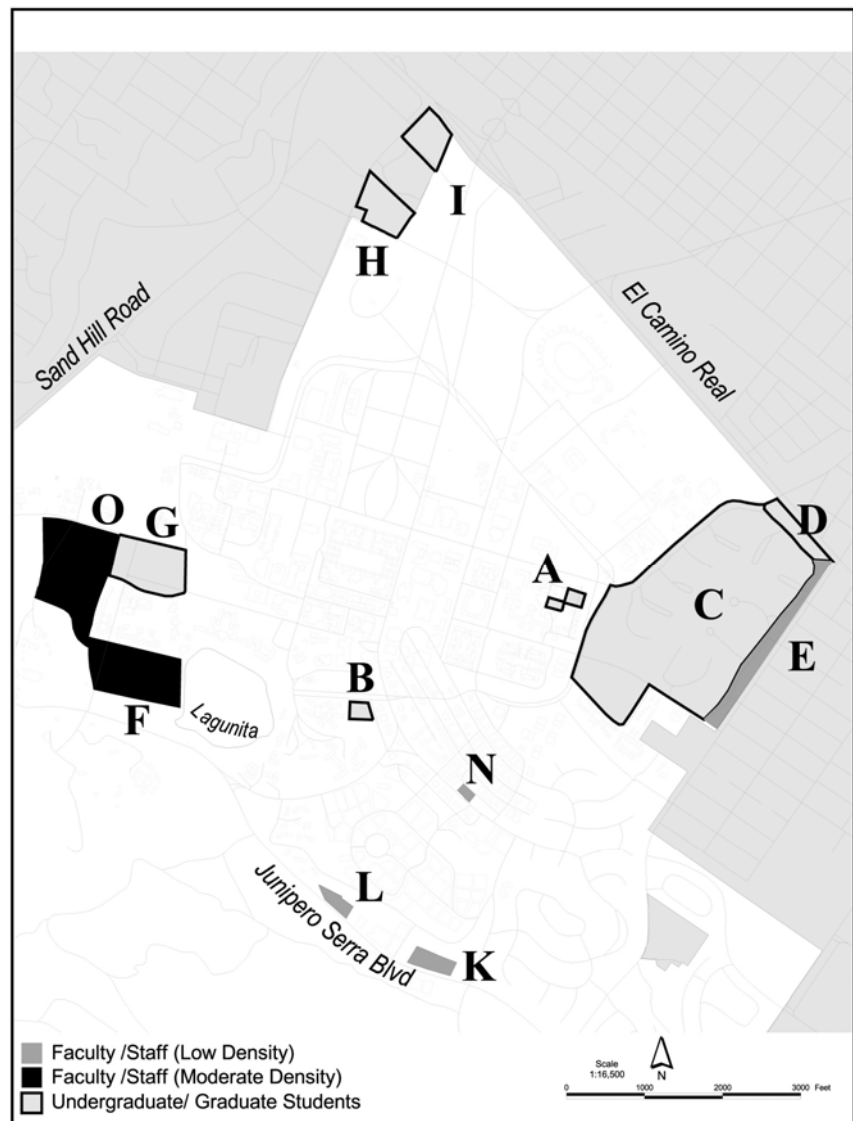 I
H
Sand Hill Road
El Camino Real
O
G
D
A
C
E
B
F
Lagunita
N
L
Junipero Serra Blvd
K
Faculty /Staff (Low Density)
Faculty /Staff (Moderate Density)
Undergraduate/ Graduate Students
Scale
1:16,500
N
0 1000 2000 3000 Feet